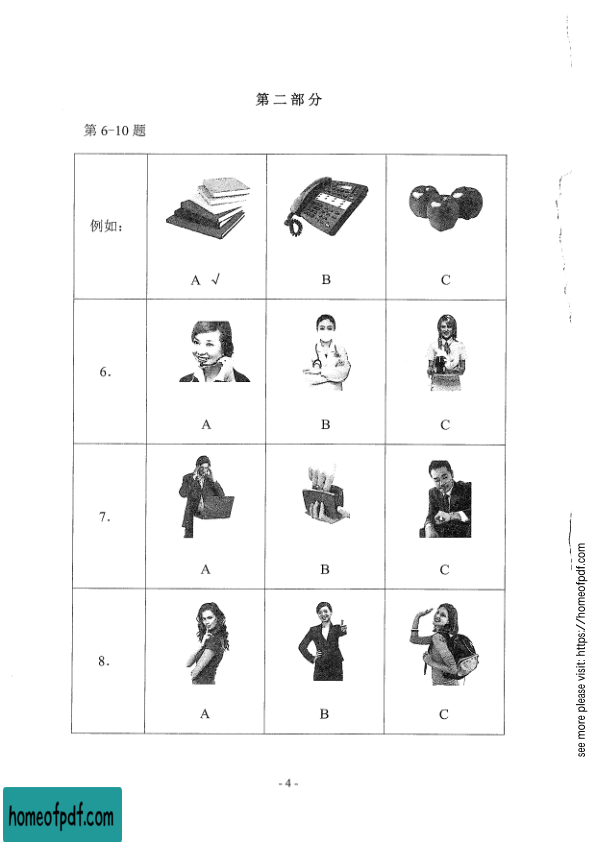 第 二 部 分
第 6-10 题
例如:
A √
B
C
6.
A
B
C
7.
A
B
C
8.
A
B
C
- 4 -
homeofpdf.com
see more please visit: https://homeofpdf.com